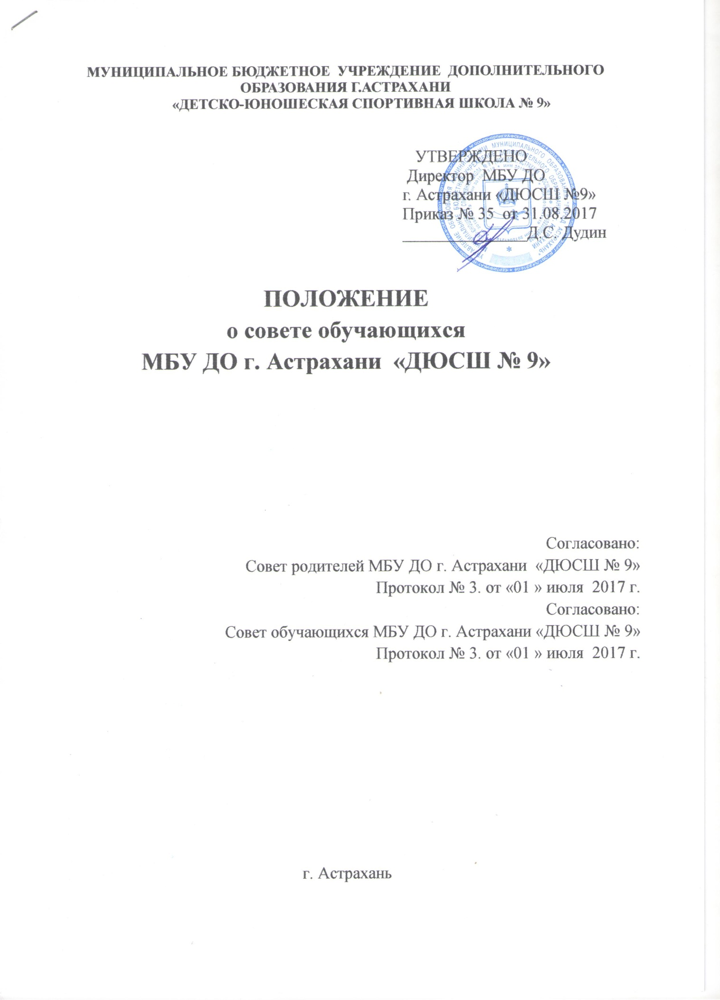 МУНИЦИПАЛЬНОЕ БЮДЖЕТНОЕ УЧРЕЖДЕНИЕ ДОПОЛНИТЕЛЬНОГО
ОБРАЗОВАНИЯ Г.АСТРАХАНИ
«ДЕТСКО-ЮНОШЕСКАЯ СПОРТИВНАЯ ШКОЛА № 9»
УТВЕРЖДЕНО
Директор МБУ ДО
г. Астрахани «ДЮСШ №9»
Приказ № 35 от 31.08.2017
Д.С. Дудин
ПОЛОЖЕНИЕ
о совете обучающихся
МБУ ДО г. Астрахани «ДЮСШ № 9»
Согласовано:
Совет родителей МБУ ДО г. Астрахани «ДЮСШ № 9»
Протокол № 3. от «01 » июля 2017 г.
Согласовано:
Совет обучающихся МБУ ДО г. Астрахани «ДЮСШ № 9»
Протокол № 3. от «01 » июля 2017 г.
г. Астрахань